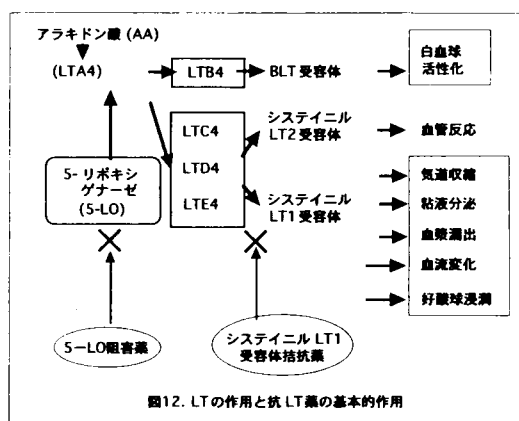 アラキドン酸 (AA)
(LTA4)
LTB4
BLT 受容体
白血球
活性化
LTC4
LTD4
LTE4
システイニル
LT2 受容体
血管反応
5- リポキシ
ゲナーゼ
(5-LO)
システイニル
LT1 受容体
気道収縮
粘液分泌
血漿漏出
血流変化
好酸球浸潤
5－LO阻害薬
システイニル LT1
受容体拮抗薬
図12. LTの作用と抗LT薬の基本的作用